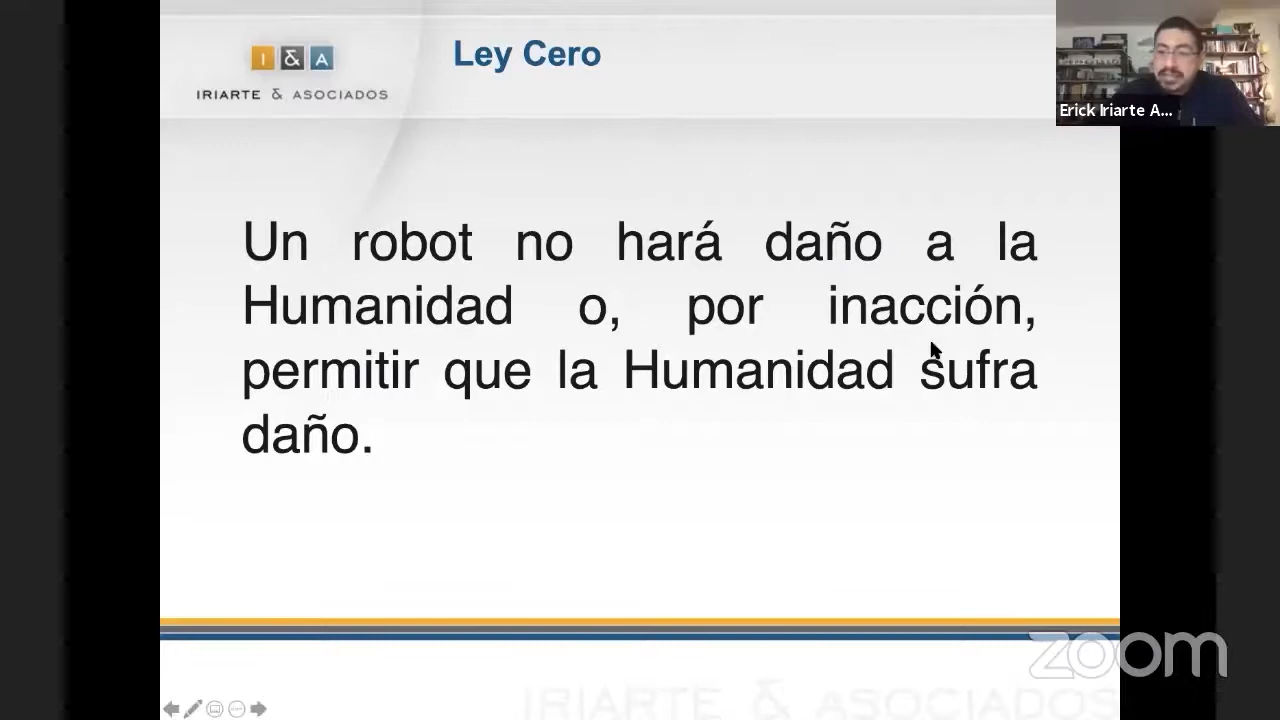 I & A
IRIARTE & ASOCIADOS
Ley Cero
Erick Iriarte A...
Un robot no hará daño a la
Humanidad o, por inacción,
permitir que la Humanidad sufra
daño.
zoom
IRIARTE & ASOCIADOS